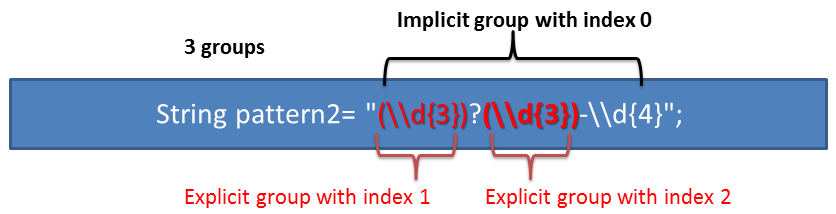 Implicit group with index 0
3 groups
String pattern2= "(\\d{3})?(\\d{3})-\\d{4}";
Explicit group with index 1
Explicit group with index 2